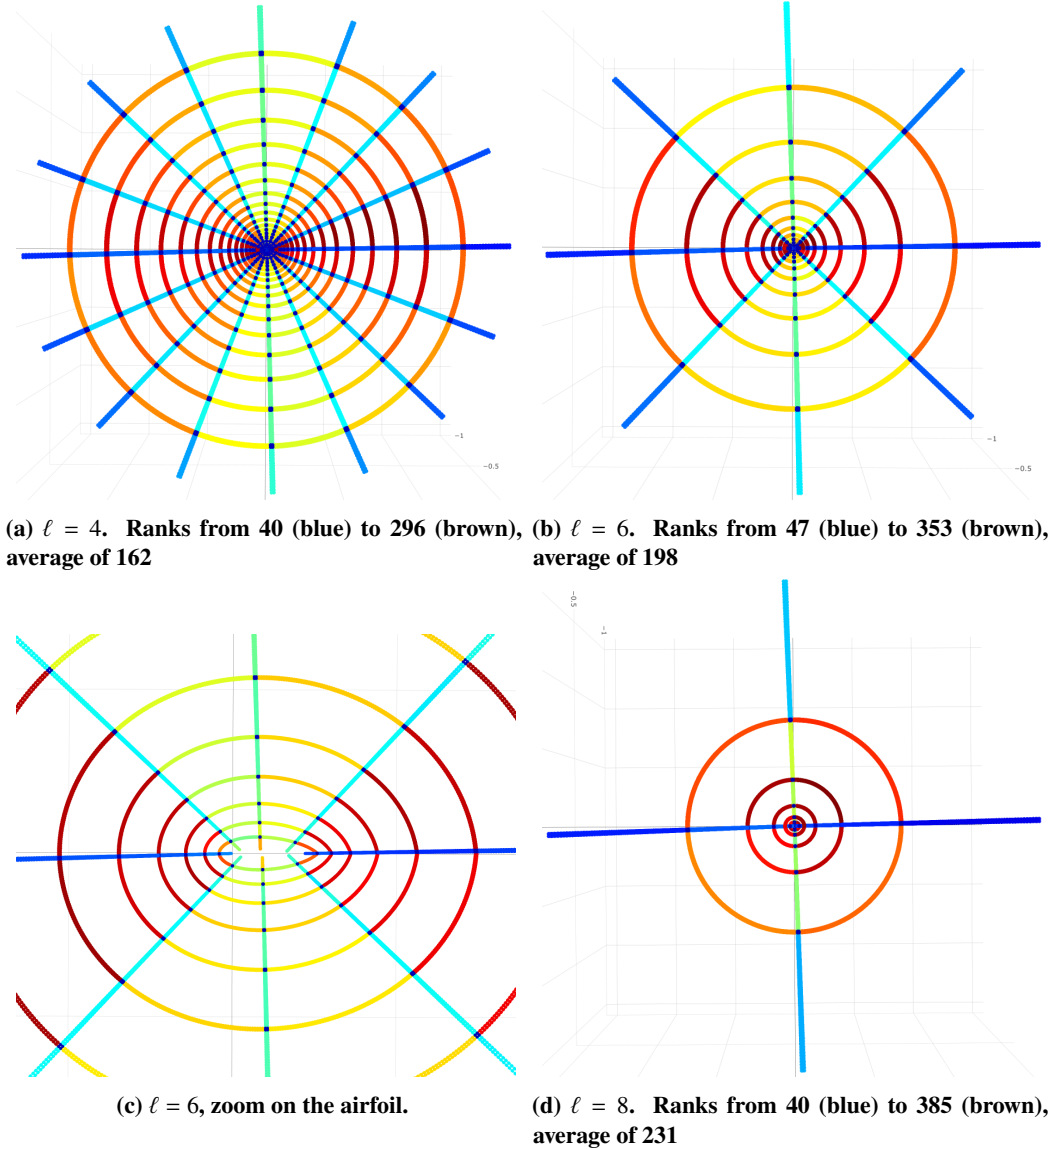 −1
−0.5
−1
−0.5
(a) ℓ = 4. Ranks from 40 (blue) to 296 (brown), average of 162
(b) ℓ = 6. Ranks from 47 (blue) to 353 (brown), average of 198
−0.5
−1
(c) ℓ = 6, zoom on the airfoil.
(d) ℓ = 8. Ranks from 40 (blue) to 385 (brown), average of 231